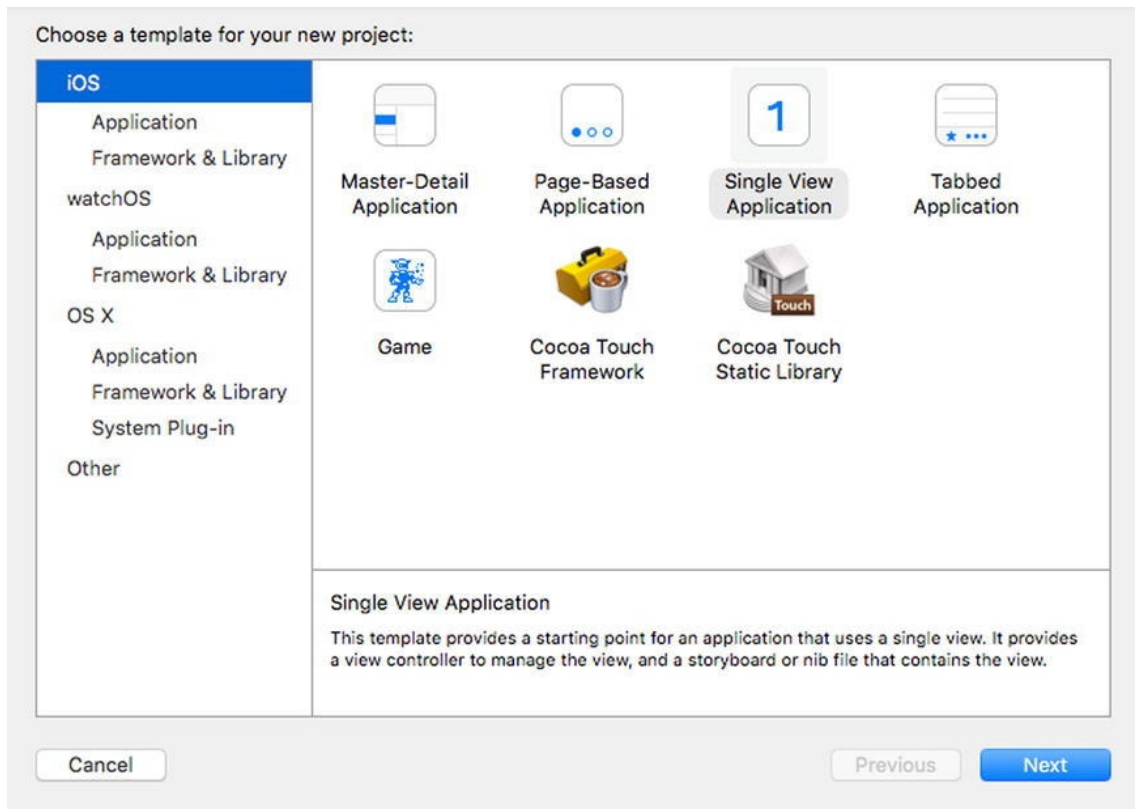 Choose a template for your new project:
iOS
Application
Framework & Library
watchOS
Application
Framework & Library
OS X
Application
Framework & Library
System Plug-in
Other
Master-Detail
Application
Page-Based
Application
1
Single View
Application
Tabbed
Application
Game
Cocoa Touch
Framework
Touch
Cocoa Touch
Static Library
Single View Application
This template provides a starting point for an application that uses a single view. It provides
a view controller to manage the view, and a storyboard or nib file that contains the view.
Cancel
Previous
Next